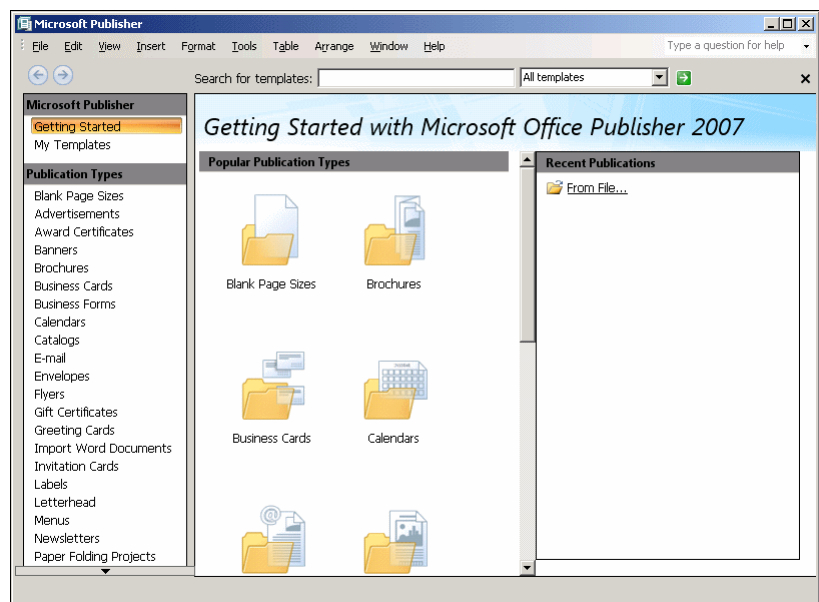 Microsoft Publisher
File Edit View Insert Format Tools Table Arrange Window Help
Type a question for help
Search for templates:
All templates
Microsoft Publisher
Getting Started
My Templates
Publication Types
Blank Page Sizes
Advertisements
Award Certificates
Banners
Brochures
Business Cards
Business Forms
Calendars
Catalogs
E-mail
Envelopes
Flyers
Gift Certificates
Greeting Cards
Import Word Documents
Invitation Cards
Labels
Letterhead
Menus
Newsletters
Paper Folding Projects
Getting Started with Microsoft Office Publisher 2007
Popular Publication Types
Blank Page Sizes
Brochures
Business Cards
Calendars
Recent Publications
From File...